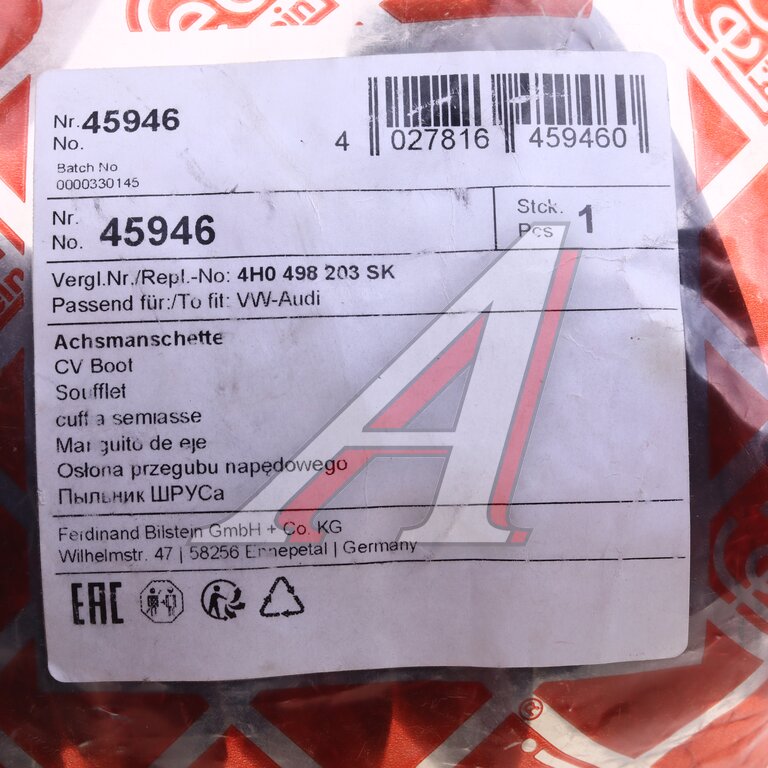 Nr. 45946
No.
Batch No
0000330145
4 027816 459460
Nr.
No. 45946
Stck.
Pcs 1
Vergl.Nr./Repl.-No: 4H0 498 203 SK
Passend für:/To fit: VW-Audi
Achsmanschette
CV Boot
Soufflet
cuffia semiasse
Manguito de eje
Osłona przegubu napędowego
Пыльник ШРУСа
Ferdinand Bilstein GmbH + Co. KG
Wilhelmstr. 47 | 58256 Ennepetal | Germany
EAC